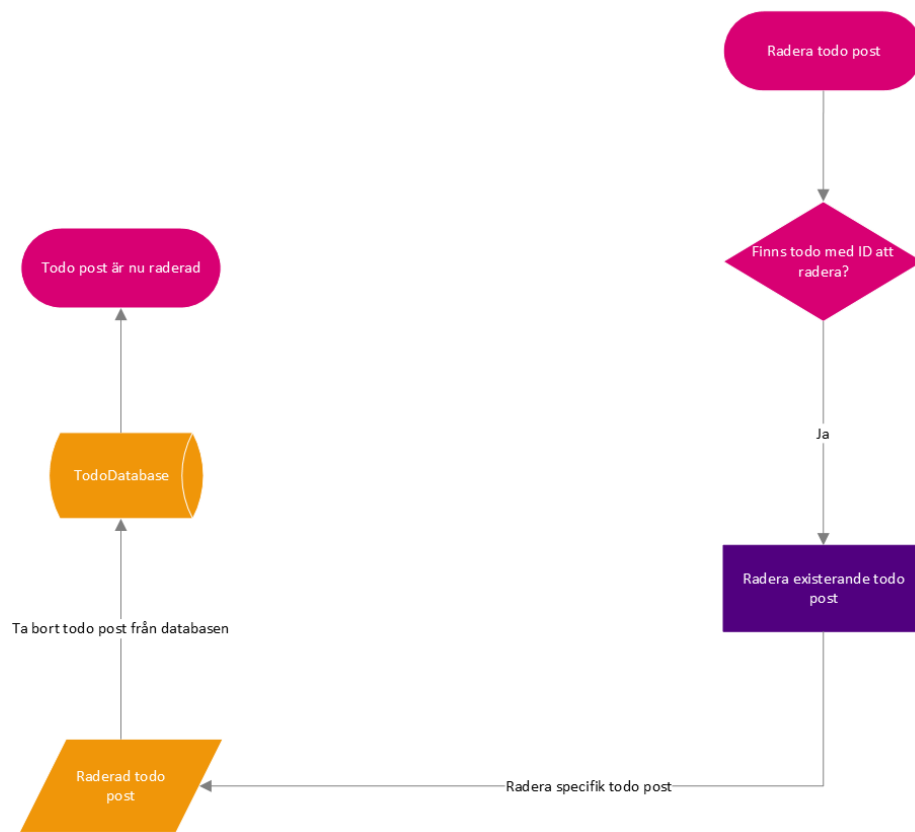 Radera todo post
Finns todo med ID att
radera?
Ja
Radera existerande todo
post
Radera specifik todo post
Raderad todo
post
Ta bort todo post från databasen
TodoDatabase
Todo post är nu raderad